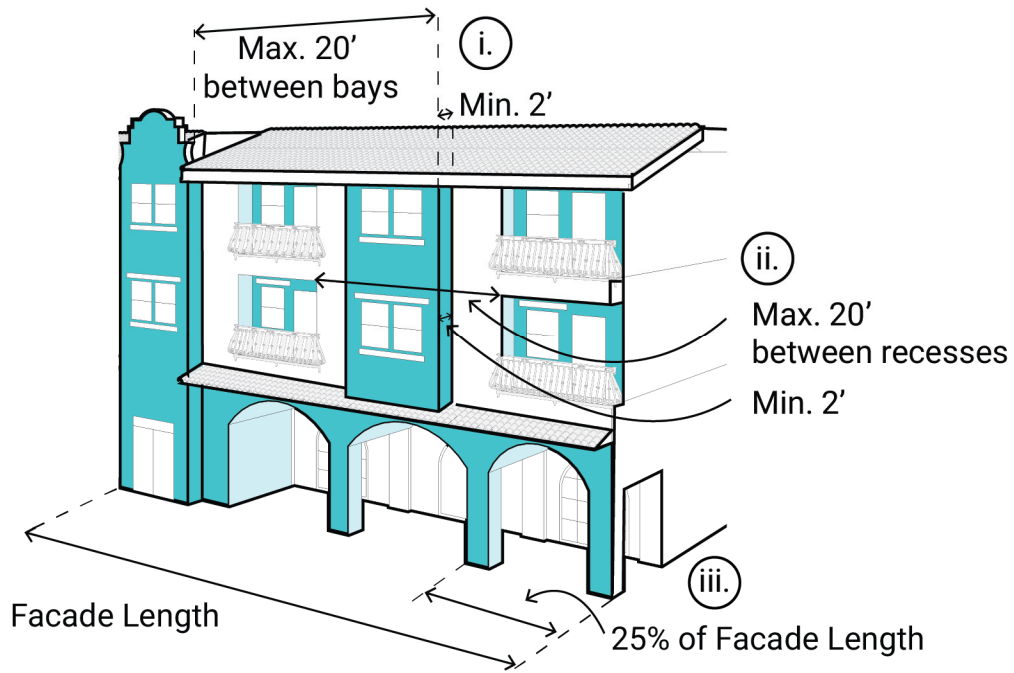 Max. 20’
between bays
i.
Min. 2’
ii.
Max. 20’
between recesses
Min. 2’
iii.
Facade Length
25% of Facade Length